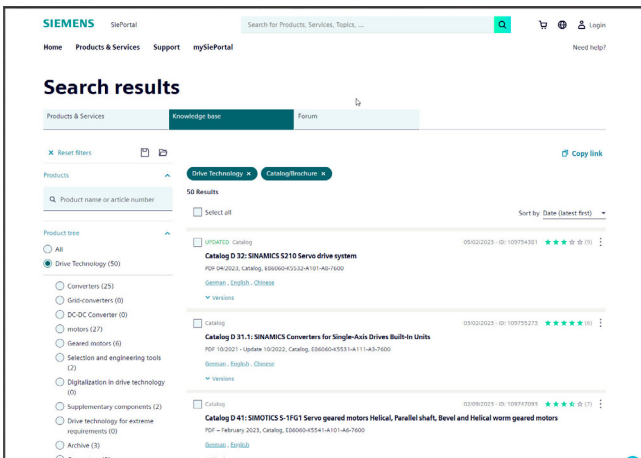 SIEMENS SiePortal
Search for Products, Services, Topics, ...
Login
Home Products & Services Support mySiePortal Need help?
Search results
Products & Services Knowledge base Forum
× Reset filters
Copy link
Products
Drive Technology × Catalog/Brochure ×
50 Results
Product name or article number
Select all
Sort by Date (latest first)
Product tree
All
Drive Technology (50)
Converters (25)
Grid-converters (0)
DC-DC Converter (0)
motors (27)
Geared motors (6)
Selection and engineering tools
(2)
Digitalization in drive technology
(0)
Supplementary components (2)
Drive technology for extreme
requirements (0)
Archive (3)
UPDATED Catalog 05/02/2023 - ID: 109754381 (9)
Catalog D 32: SINAMICS S210 Servo drive system
PDF 04/2023, Catalog, E86060-K5532-A101-A8-7600
German , English , Chinese
Versions
Catalog 03/02/2023 - ID: 109755273 (6)
Catalog D 31.1: SINAMICS Converters for Single-Axis Drives Built-In Units
PDF 10/2021 - Update 10/2022, Catalog, E86060-K5531-A111-A3-7600
German , English , Chinese
Versions
Catalog 02/09/2023 - ID: 109747093 (7)
Catalog D 41: SIMOTICS S-1FG1 Servo geared motors Helical, Parallel shaft, Bevel and Helical worm geared motors
PDF – February 2023, Catalog, E86060-K5541-A101-A6-7600
German , English